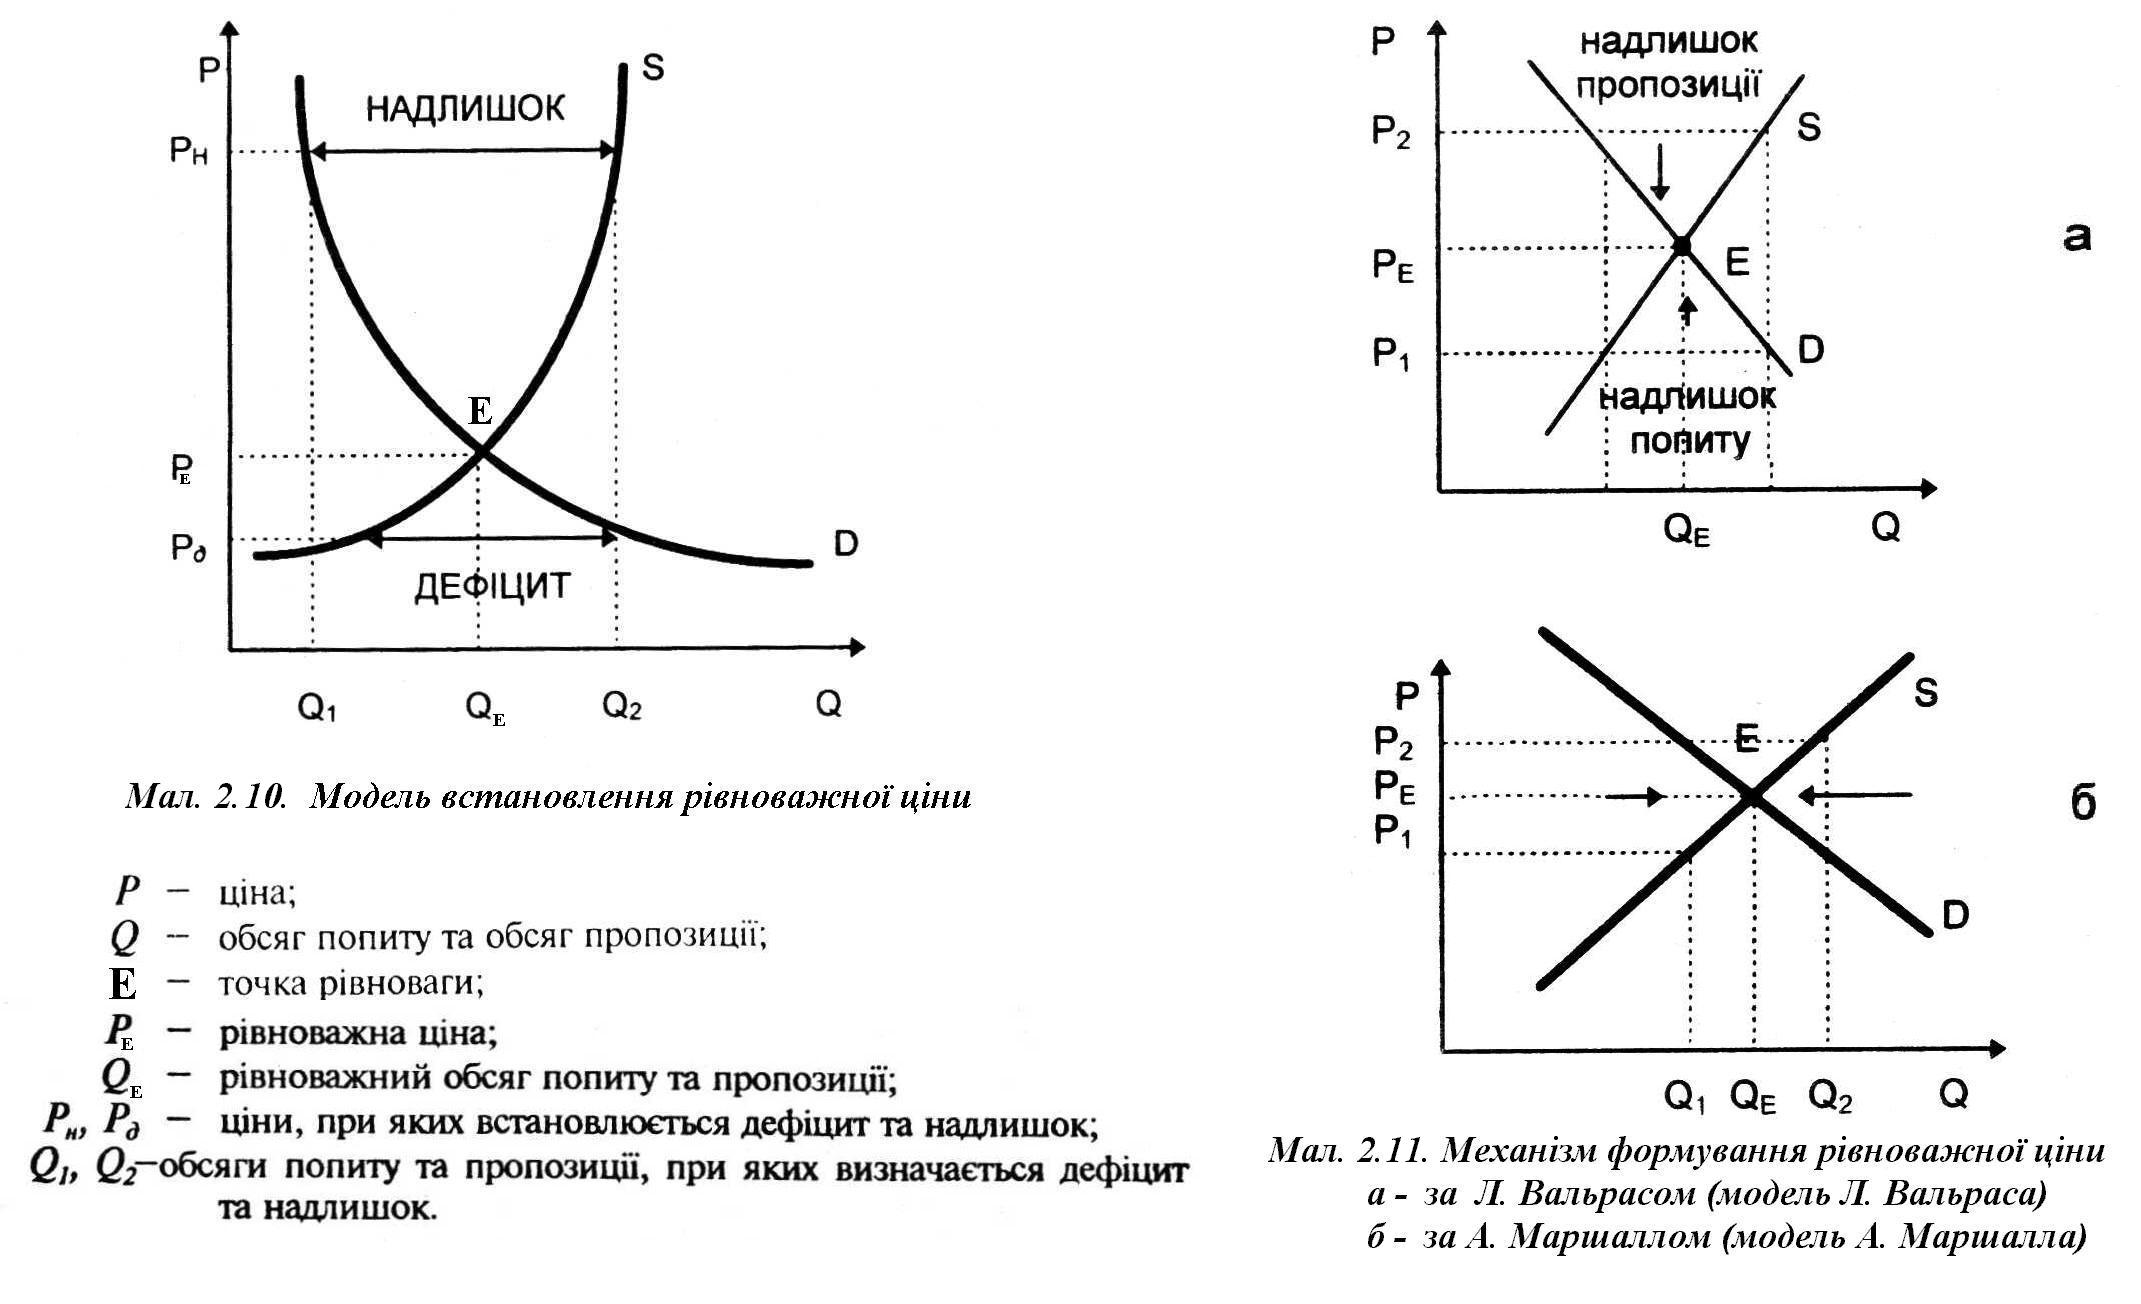 P
S
НАДЛИШОК
Pн
E
PE
Pд
D
ДЕФІЦИТ
Q1
QE
Q2
Q
Мал. 2.10. Модель встановлення рівноважної ціни
P – ціна;
Q – обсяг попиту та обсяг пропозиції;
E – точка рівноваги;
PE – рівноважна ціна;
QE – рівноважний обсяг попиту та пропозиції;
Pн, Pд – ціни, при яких встановлюється дефіцит та надлишок;
Q1, Q2–обсяги попиту та пропозиції, при яких визначається дефіцит
та надлишок.
P
надлишок
пропозиції
P2
S
а
PE
E
P1
D
надлишок
попиту
QE
Q
P
S
P2
E
PE
б
P1
D
Q1
QE
Q2
Q
Мал. 2.11. Механізм формування рівноважної ціни
а - за Л. Вальрасом (модель Л. Вальраса)
б - за А. Маршаллом (модель А. Маршалла)